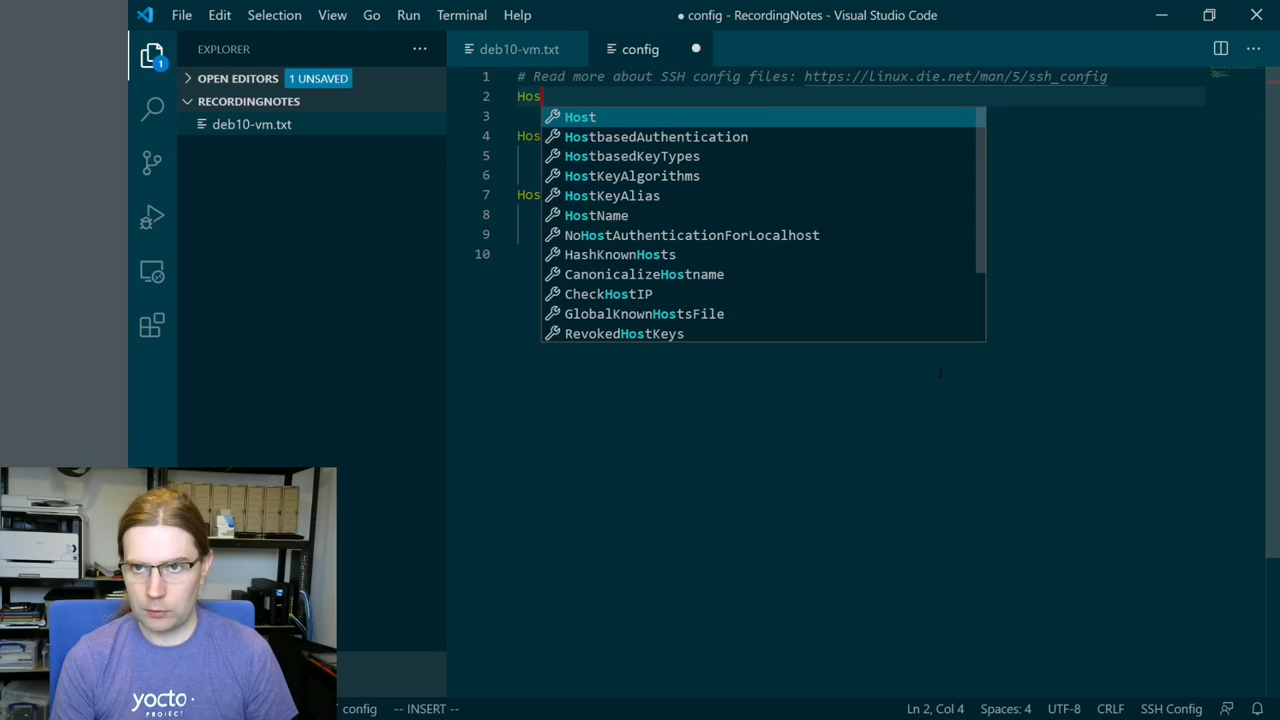 File Edit Selection View Go Run Terminal Help
● config - RecordingNotes - Visual Studio Code
EXPLORER
deb10-vm.txt
config
OPEN EDITORS 1 UNSAVED
RECORDINGNOTES
deb10-vm.txt
1
1 # Read more about SSH config files: https://linux.die.net/man/5/ssh_config
2 Hos
3
4 Hos
5
6
7 Hos
8
9
10
Host
HostbasedAuthentication
HostbasedKeyTypes
HostKeyAlgorithms
HostKeyAlias
HostName
NoHostAuthenticationForLocalhost
HashKnownHosts
CanonicalizeHostname
CheckHostIP
GlobalKnownHostsFile
RevokedHostKeys
yocto
PROJECT
config -- INSERT -- Ln 2, Col 4 Spaces: 4 UTF-8 CRLF SSH Config